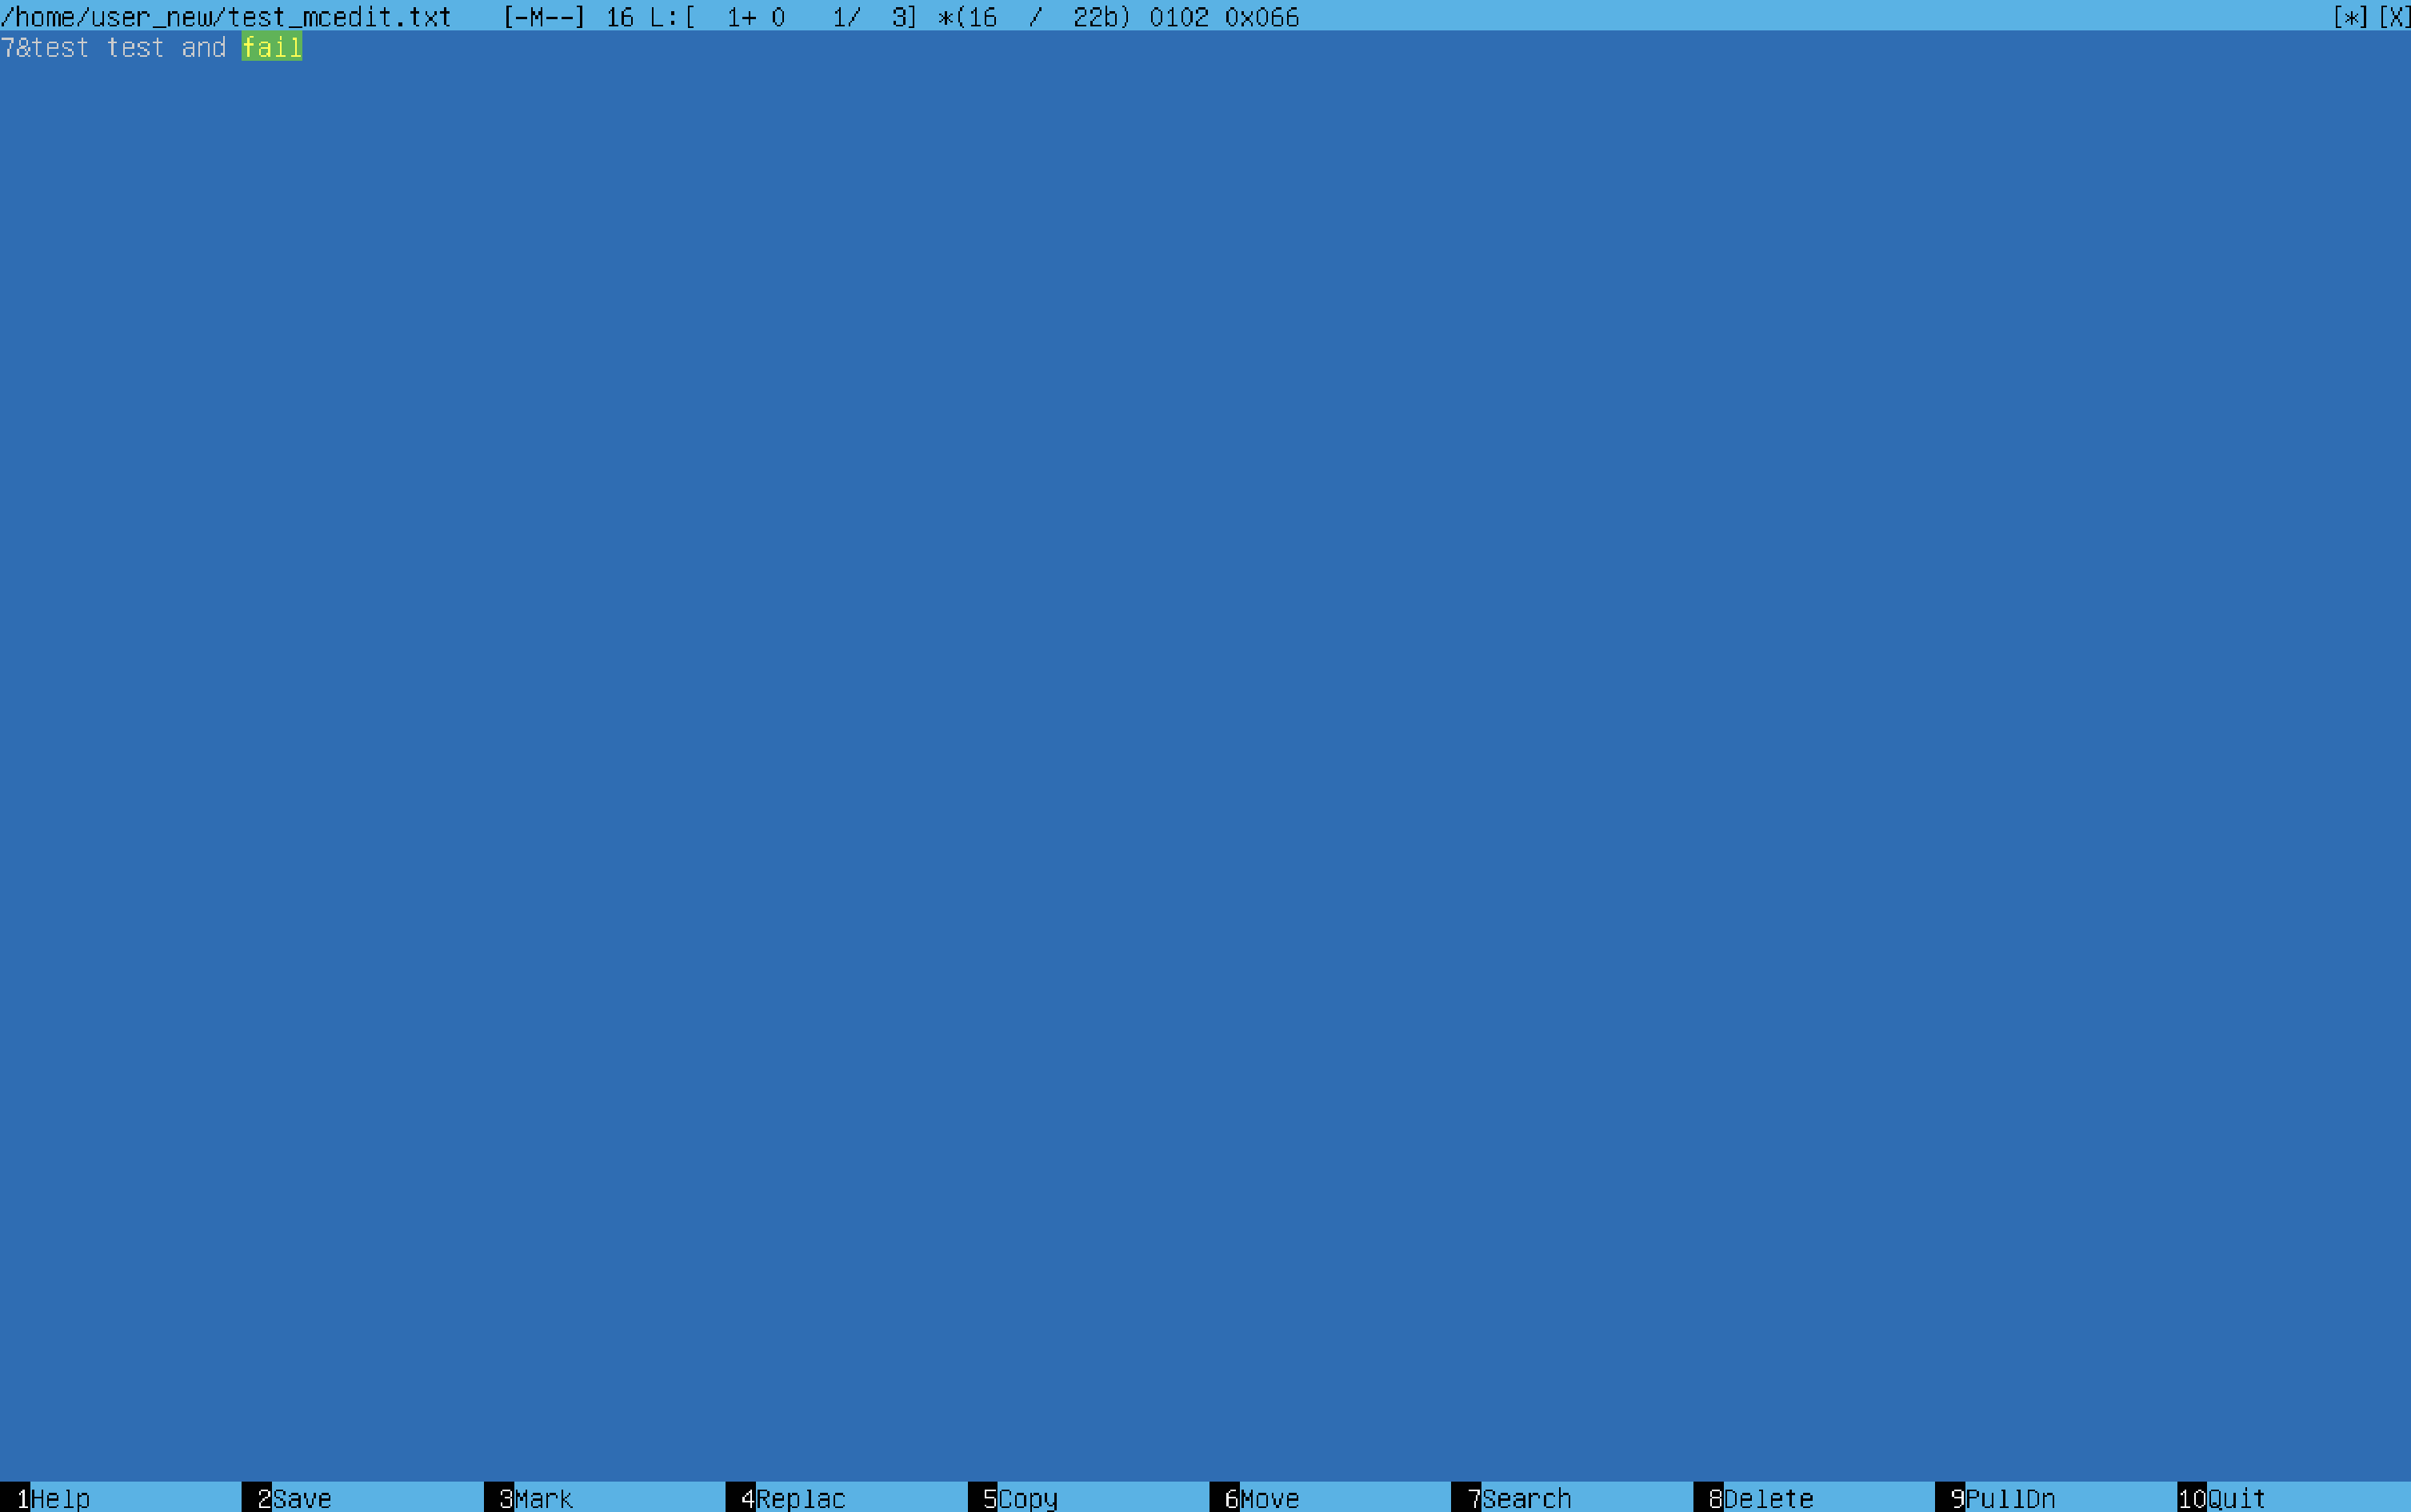 /home/user_new/test_mcedit.txt   [-M--] 16 L:[  1+ 0   1/  3] *(16  /  22b) 0102 0x066 [*][X]
7&test test and fail
1Help 2Save 3Mark 4Replac 5Copy 6Move 7Search 8Delete 9PullDn 10Quit